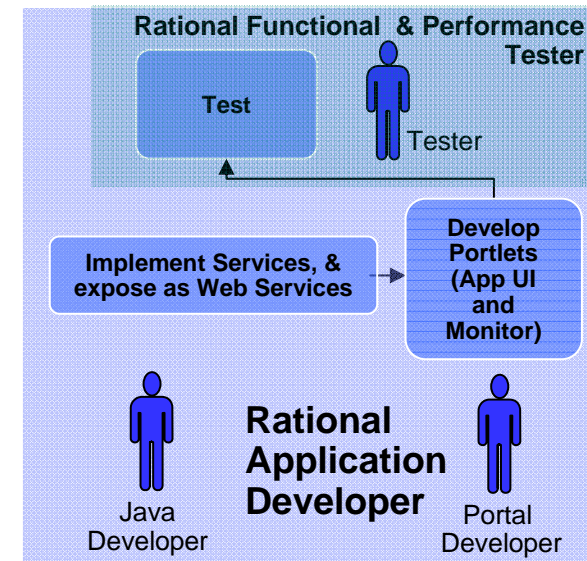 Rational Functional & Performance
Tester
Test
Tester
Develop
Portlets
(App UI
and
Monitor)
Implement Services, &
expose as Web Services
Rational
Application
Developer
Java
Developer
Portal
Developer